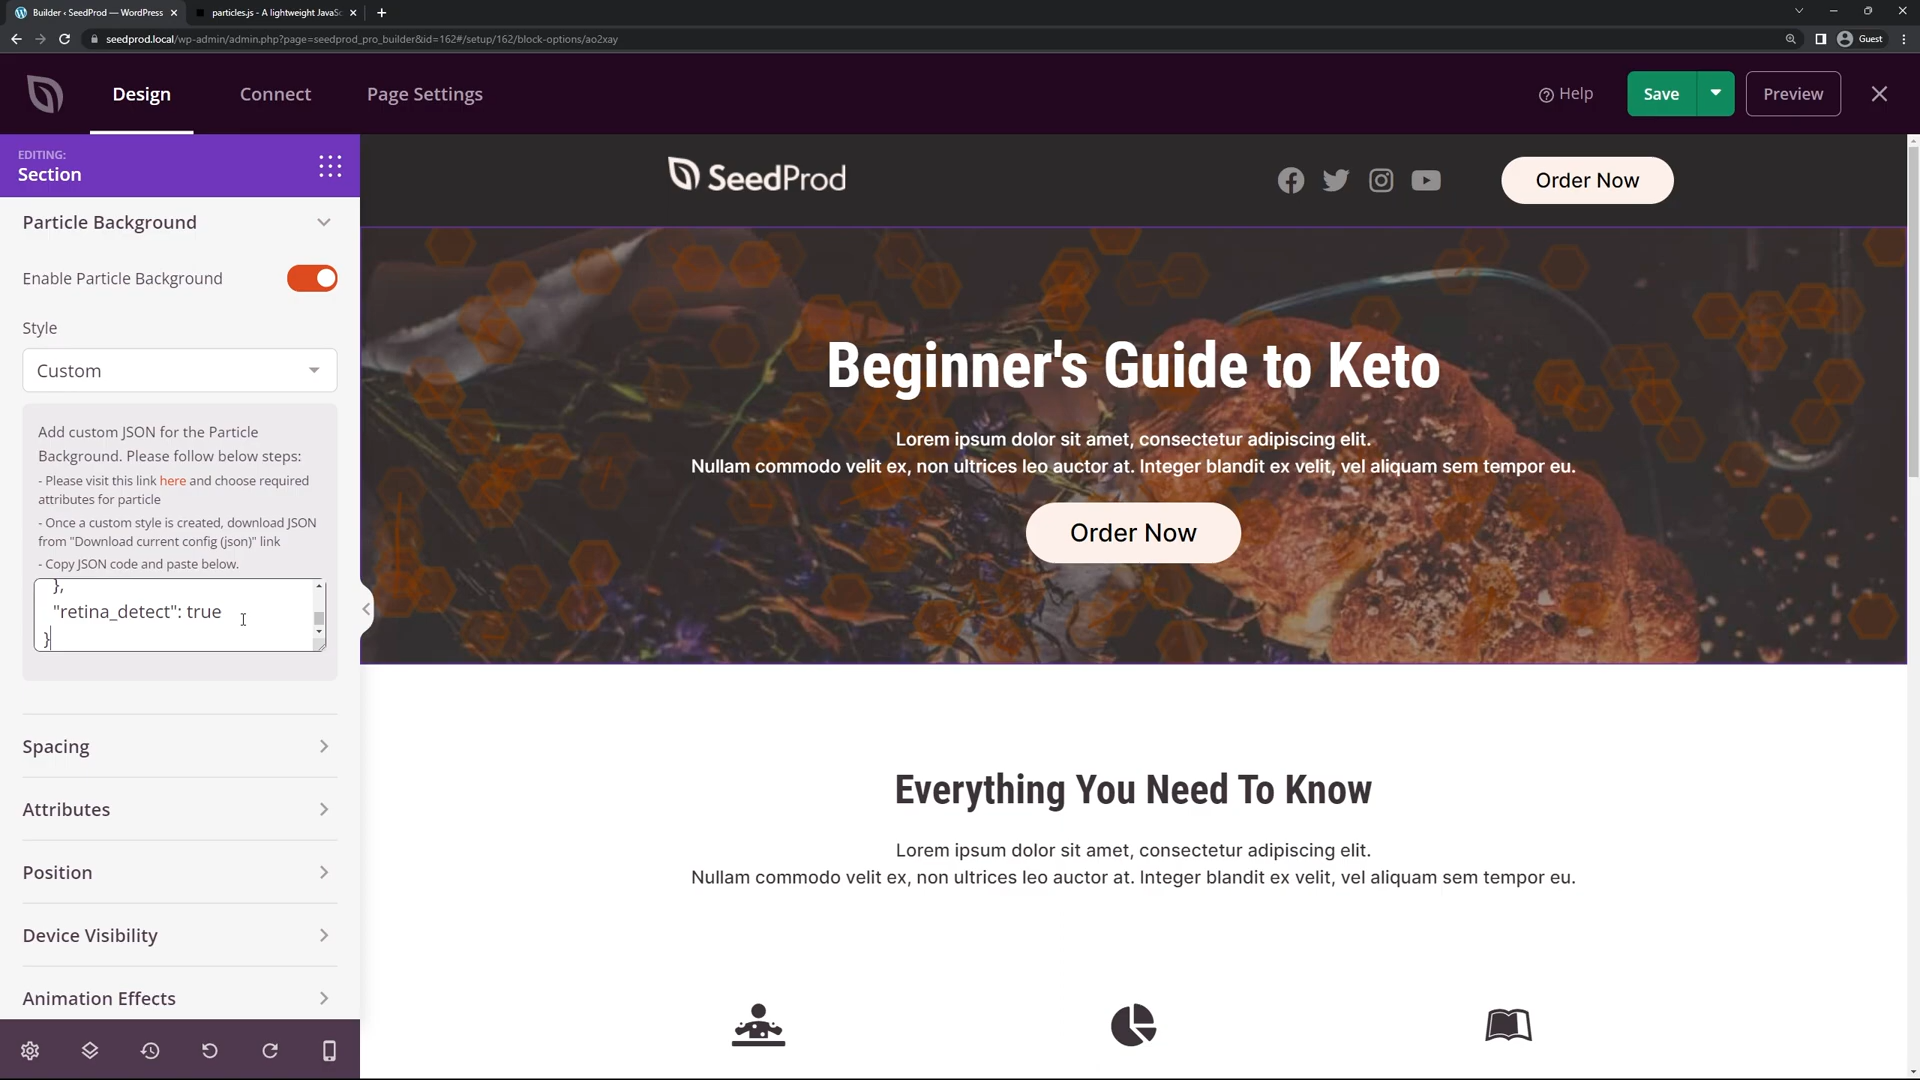 Builder ‹ SeedProd — WordPress
particles.js - A lightweight JavaSc
seedprod.local/wp-admin/admin.php?page=seedprod_pro_builder&id=162#/setup/162/block-options/ao2xay
Guest
Design
Connect
Page Settings
Help
Save
Preview
EDITING:
Section
Particle Background
Enable Particle Background
Style
Custom
Add custom JSON for the Particle
Background. Please follow below steps:
- Please visit this link here and choose required
attributes for particle
- Once a custom style is created, download JSON
from "Download current config (json)" link
- Copy JSON code and paste below.
},
"retina_detect": true
}
Spacing
Attributes
Position
Device Visibility
Animation Effects
SeedProd
Order Now
Beginner's Guide to Keto
Lorem ipsum dolor sit amet, consectetur adipiscing elit.
Nullam commodo velit ex, non ultrices leo auctor at. Integer blandit ex velit, vel aliquam sem tempor eu.
Order Now
Everything You Need To Know
Lorem ipsum dolor sit amet, consectetur adipiscing elit.
Nullam commodo velit ex, non ultrices leo auctor at. Integer blandit ex velit, vel aliquam sem tempor eu.